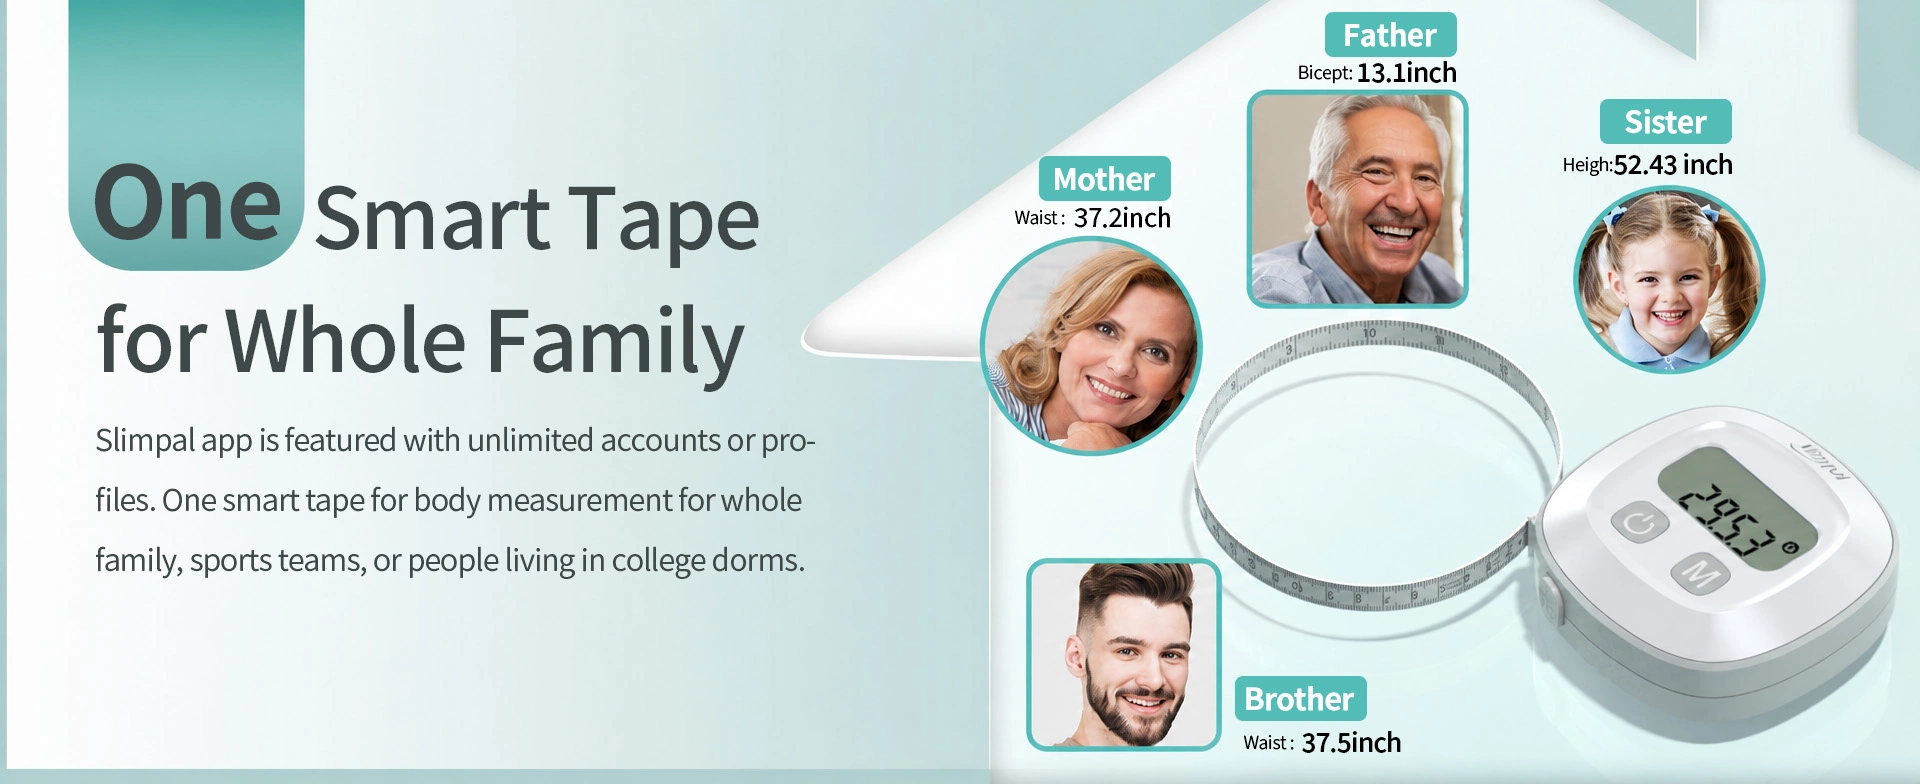 One Smart Tape
for Whole Family
Slimpal app is featured with unlimited accounts or pro-
files. One smart tape for body measurement for whole
family, sports teams, or people living in college dorms.
Father
Bicept: 13.1inch
Sister
Heigh:52.43 inch
Mother
Waist : 37.2inch
Brother
Waist : 37.5inch
29.53
M
10